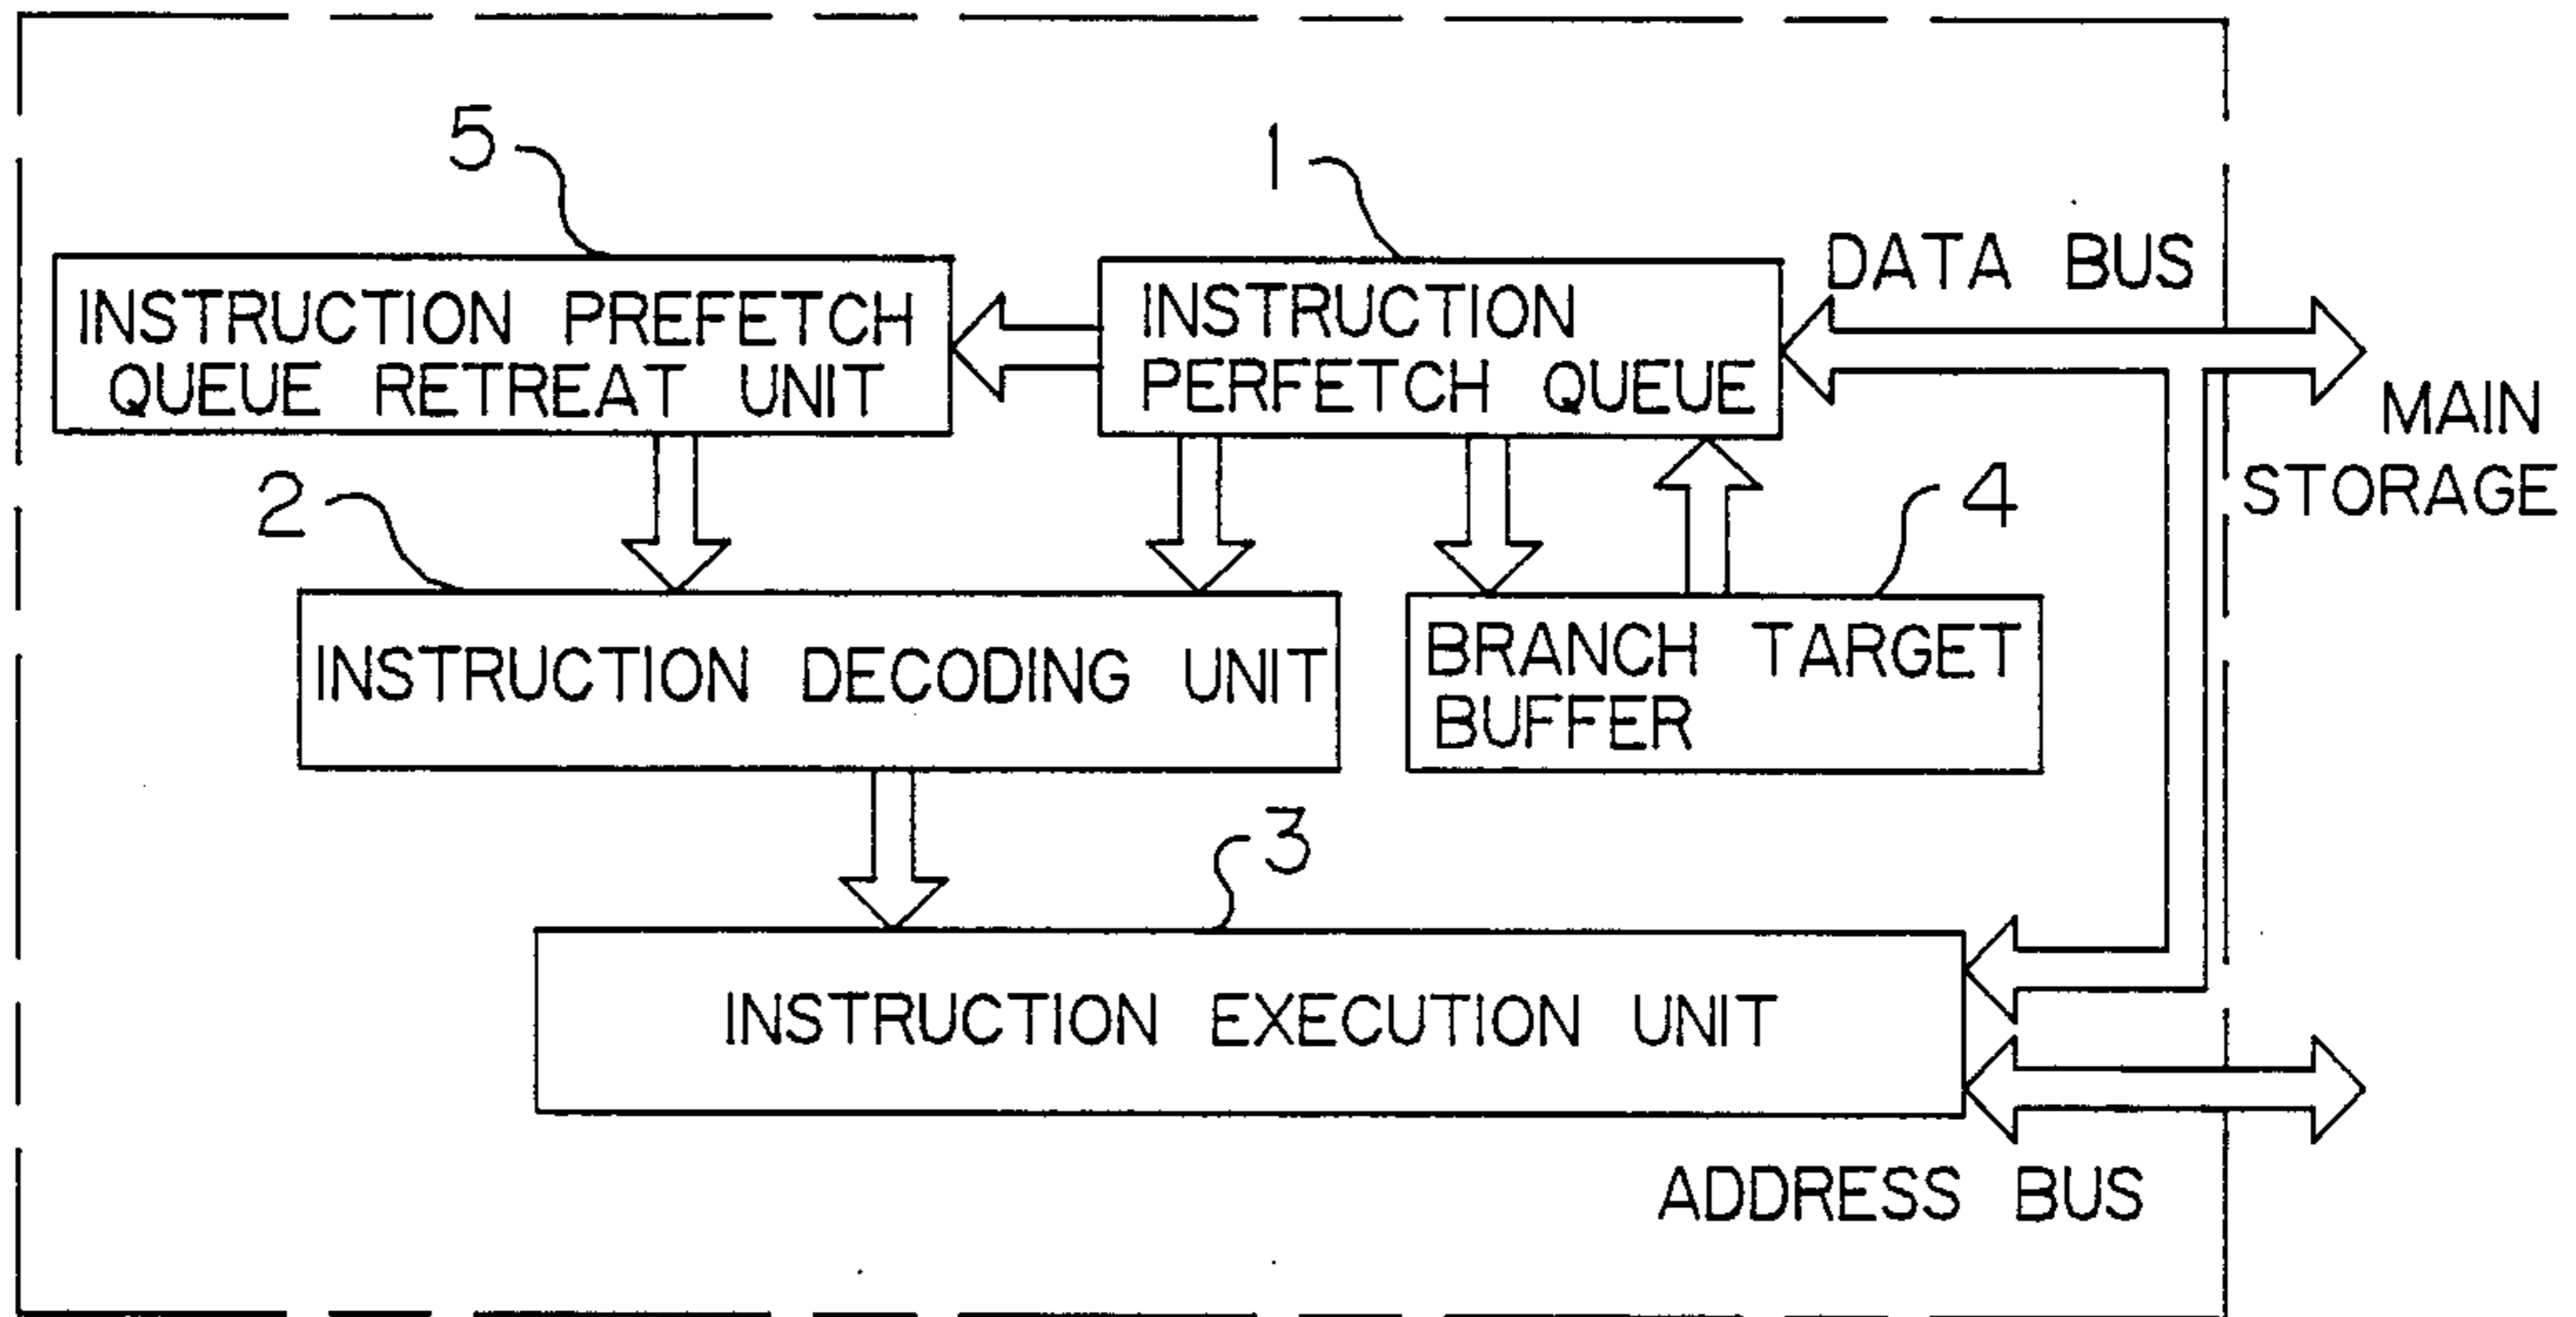 5
1
DATA BUS
INSTRUCTION PREFETCH
QUEUE RETREAT UNIT
INSTRUCTION
PERFETCH QUEUE
MAIN
STORAGE
2
4
INSTRUCTION DECODING UNIT
BRANCH TARGET
BUFFER
3
INSTRUCTION EXECUTION UNIT
ADDRESS BUS